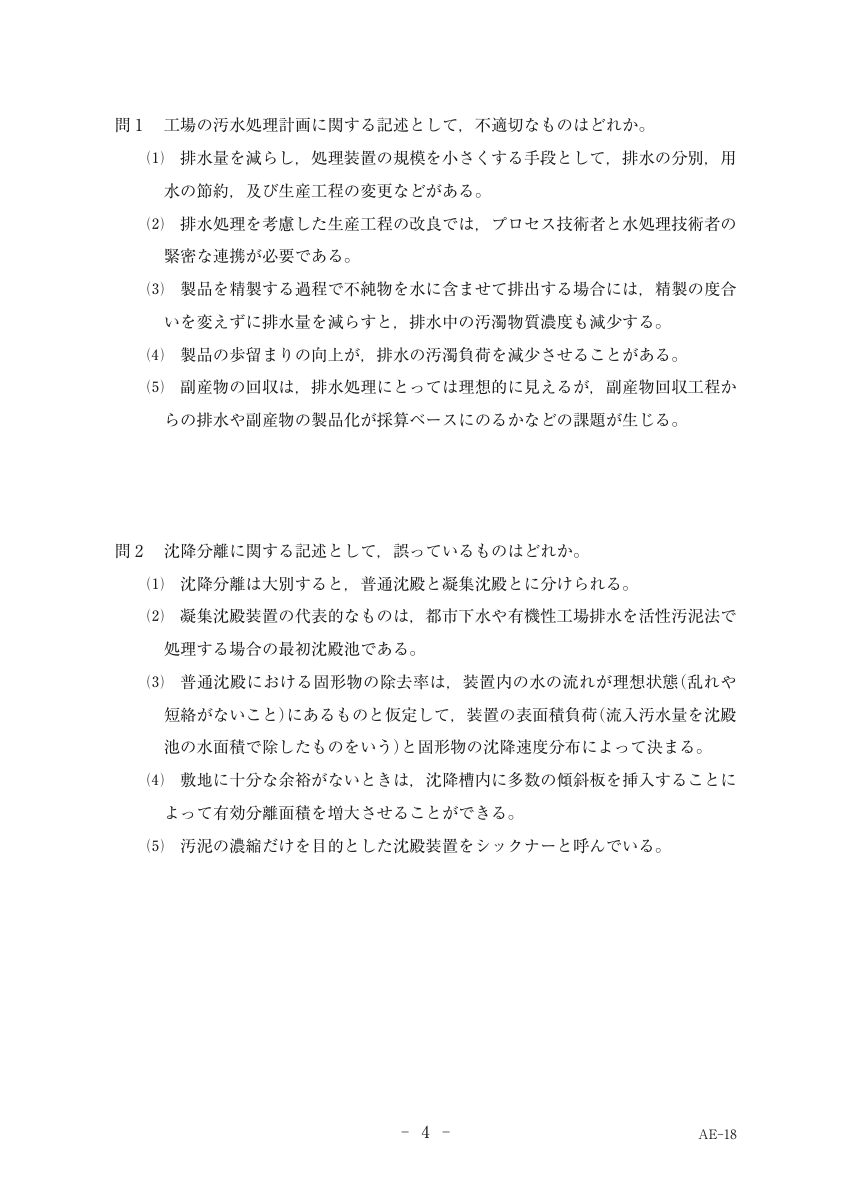 問1　工場の汚水処理計画に関する記述として，不適切なものはどれか。
⑴　排水量を減らし，処理装置の規模を小さくする手段として，排水の分別，用
水の節約，及び生産工程の変更などがある。
⑵　排水処理を考慮した生産工程の改良では，プロセス技術者と水処理技術者の
緊密な連携が必要である。
⑶　製品を精製する過程で不純物を水に含ませて排出する場合には，精製の度合
いを変えずに排水量を減らすと，排水中の汚濁物質濃度も減少する。
⑷　製品の歩留まりの向上が，排水の汚濁負荷を減少させることがある。
⑸　副産物の回収は，排水処理にとっては理想的に見えるが，副産物回収工程か
らの排水や副産物の製品化が採算ベースにのるかなどの課題が生じる。
問2　沈降分離に関する記述として，誤っているものはどれか。
⑴　沈降分離は大別すると，普通沈殿と凝集沈殿とに分けられる。
⑵　凝集沈殿装置の代表的なものは，都市下水や有機性工場排水を活性汚泥法で
処理する場合の最初沈殿池である。
⑶　普通沈殿における固形物の除去率は，装置内の水の流れが理想状態（乱れや
短絡がないこと）にあるものと仮定して，装置の表面積負荷（流入汚水量を沈殿
池の水面積で除したものをいう）と固形物の沈降速度分布によって決まる。
⑷　敷地に十分な余裕がないときは，沈降槽内に多数の傾斜板を挿入することに
よって有効分離面積を増大させることができる。
⑸　汚泥の濃縮だけを目的とした沈殿装置をシックナーと呼んでいる。
－ 4 －
AE-18